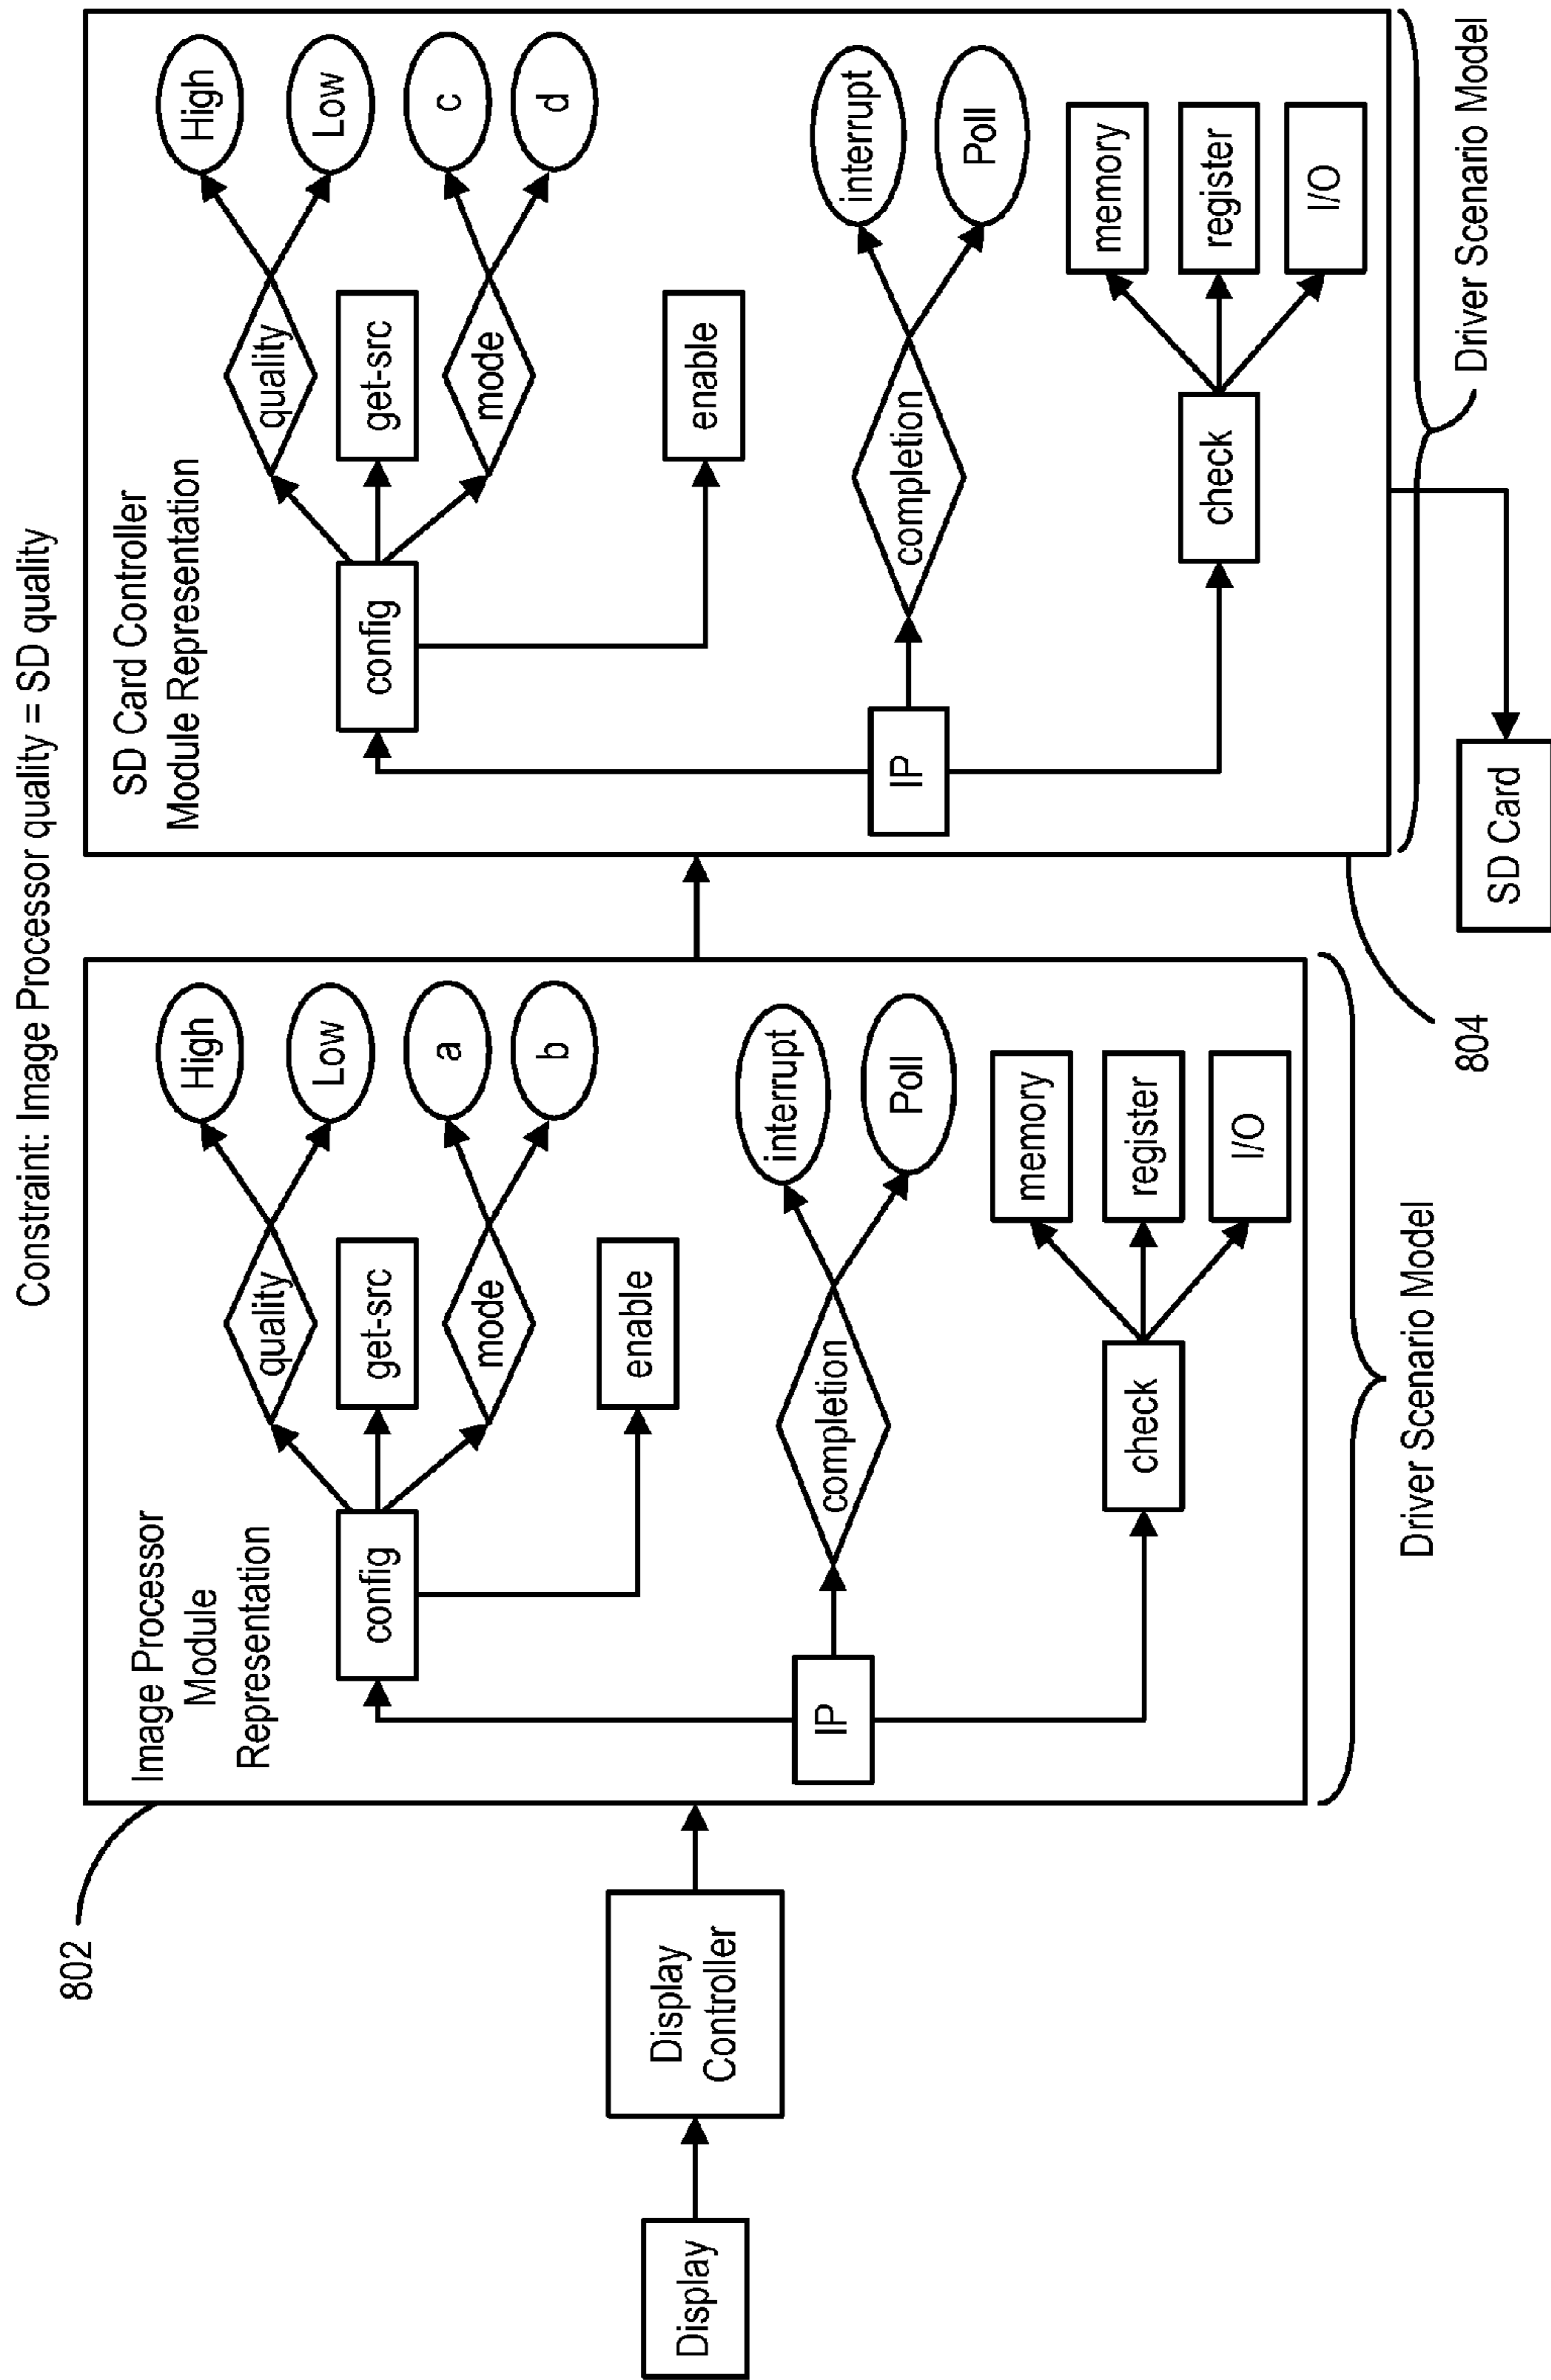 Constraint: Image Processor quality = SD quality
802
Display
Display
Controller
Image Processor
Module
Representation
IP
config
quality
High
Low
get-src
mode
a
b
enable
completion
interrupt
Poll
check
memory
register
I/O
Driver Scenario Model
804
SD Card Controller
Module Representation
IP
config
quality
High
Low
get-src
mode
c
d
enable
completion
interrupt
Poll
check
memory
register
I/O
Driver Scenario Model
SD Card